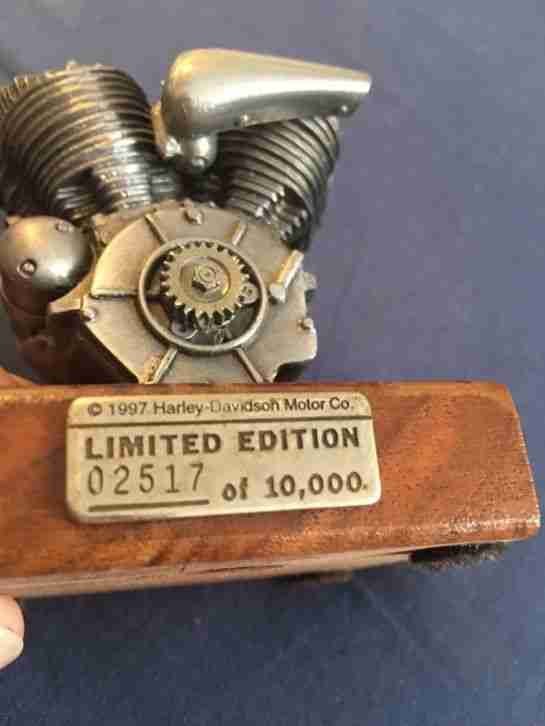 © 1997 Harley-Davidson Motor Co.
LIMITED EDITION
02517 of 10,000.